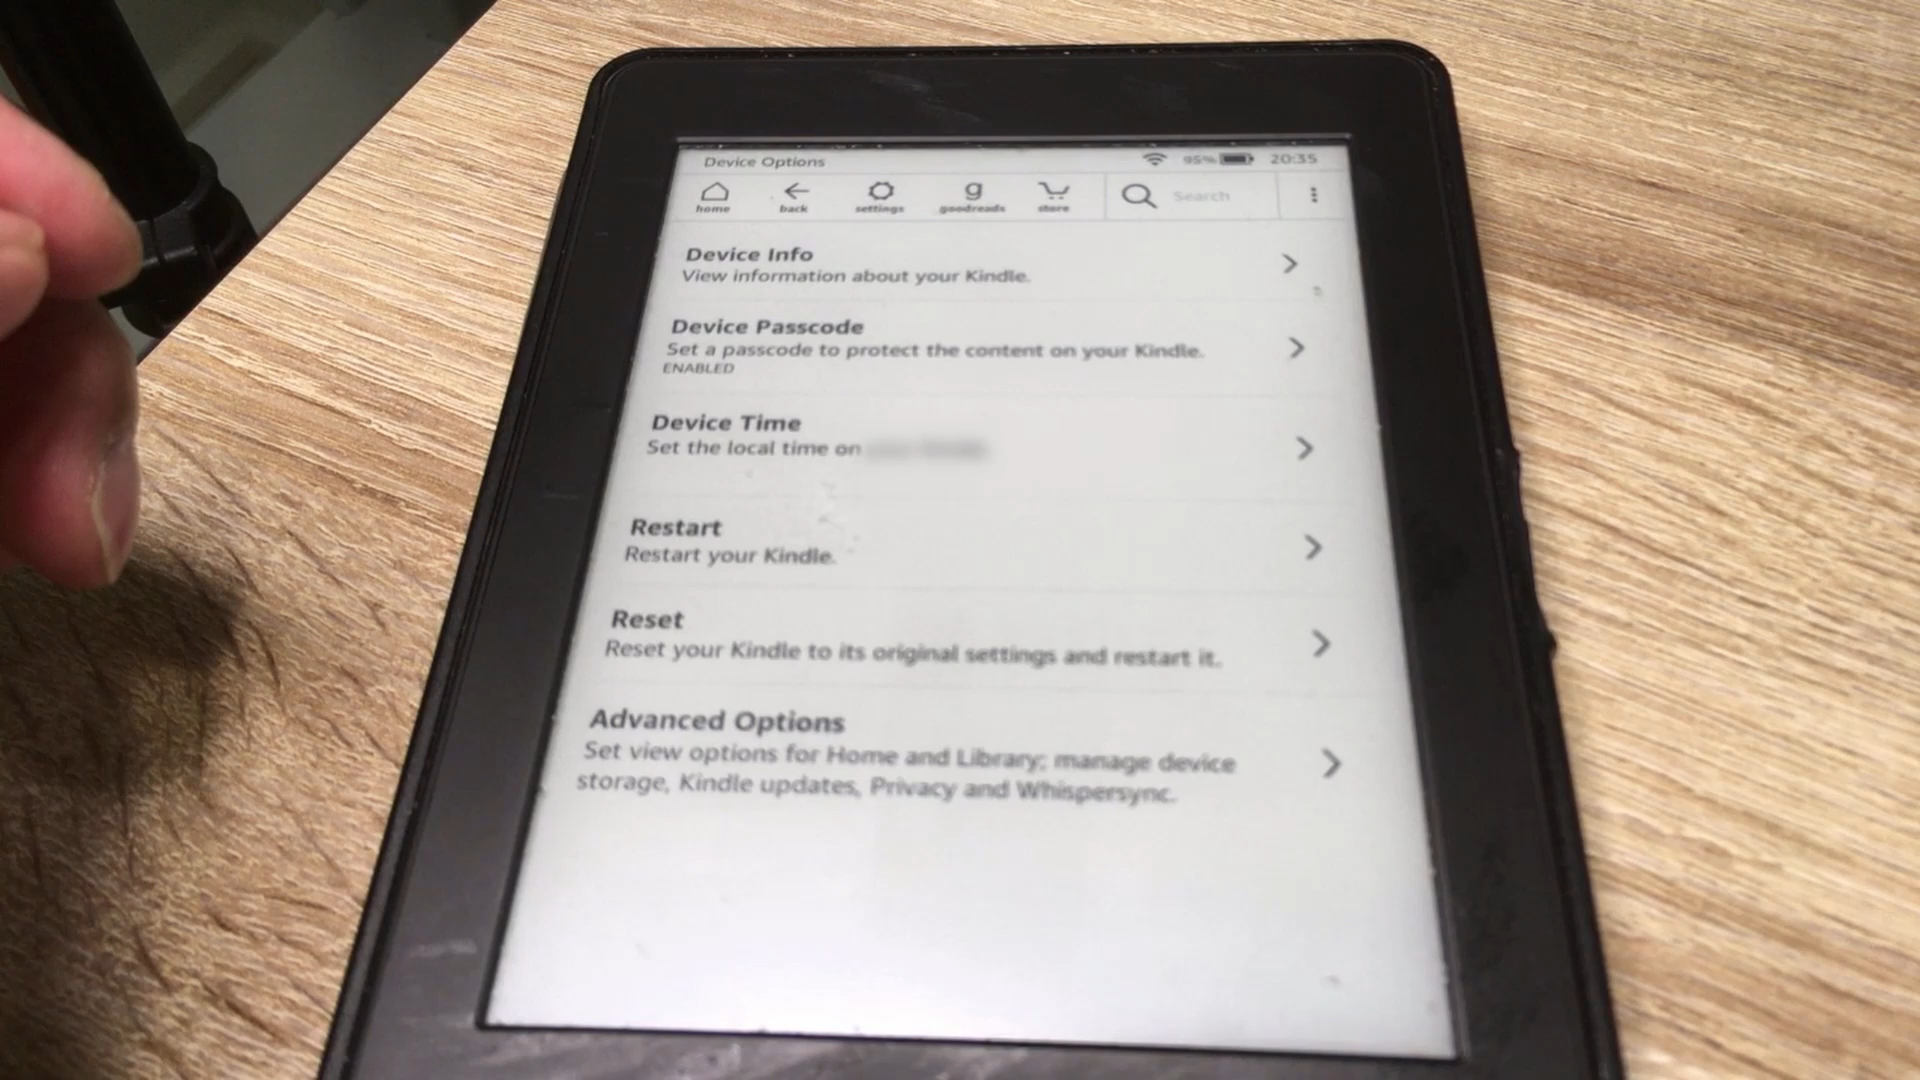 Device Options 95% 20:35
home back settings goodreads store Search
Device Info
View information about your Kindle.
Device Passcode
Set a passcode to protect the content on your Kindle.
ENABLED
Device Time
Set the local time on
Restart
Restart your Kindle.
Reset
Reset your Kindle to its original settings and restart it.
Advanced Options
Set view options for Home and Library; manage device
storage, Kindle updates, Privacy and Whispersync.